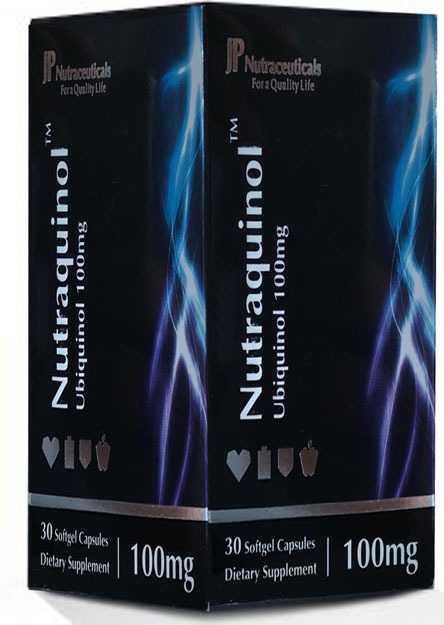 JP Nutraceuticals
For a Quality Life
Nutraquinol™
Ubiquinol 100mg
30 Softgel Capsules
Dietary Supplement
100mg
JP Nutraceuticals
For a Quality Life
Nutraquinol™
Ubiquinol 100mg
30 Softgel Capsules
Dietary Supplement
100mg